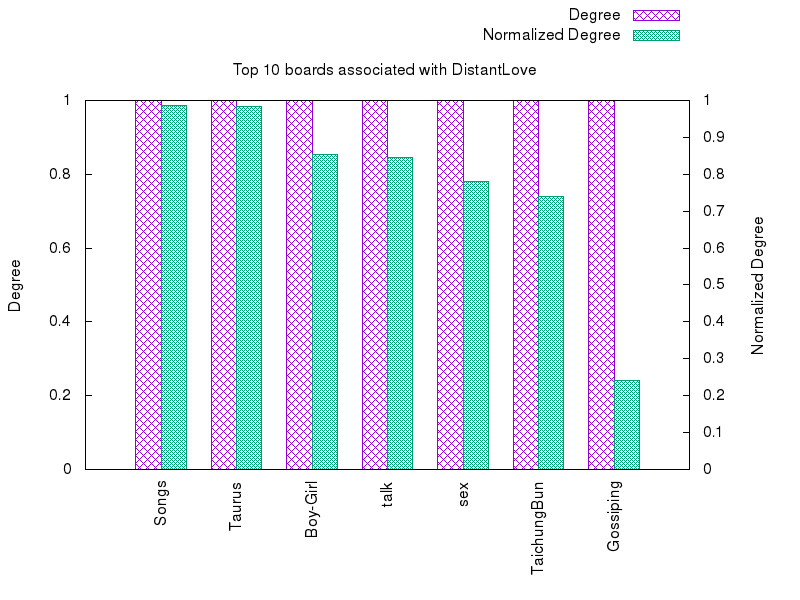 Degree
Normalized Degree
Top 10 boards associated with DistantLove
1
0.8
0.6
0.4
0.2
0
Degree
1
0.9
0.8
0.7
0.6
0.5
0.4
0.3
0.2
0.1
0
Normalized Degree
Songs
Taurus
Boy-Girl
talk
sex
TaichungBun
Gossiping